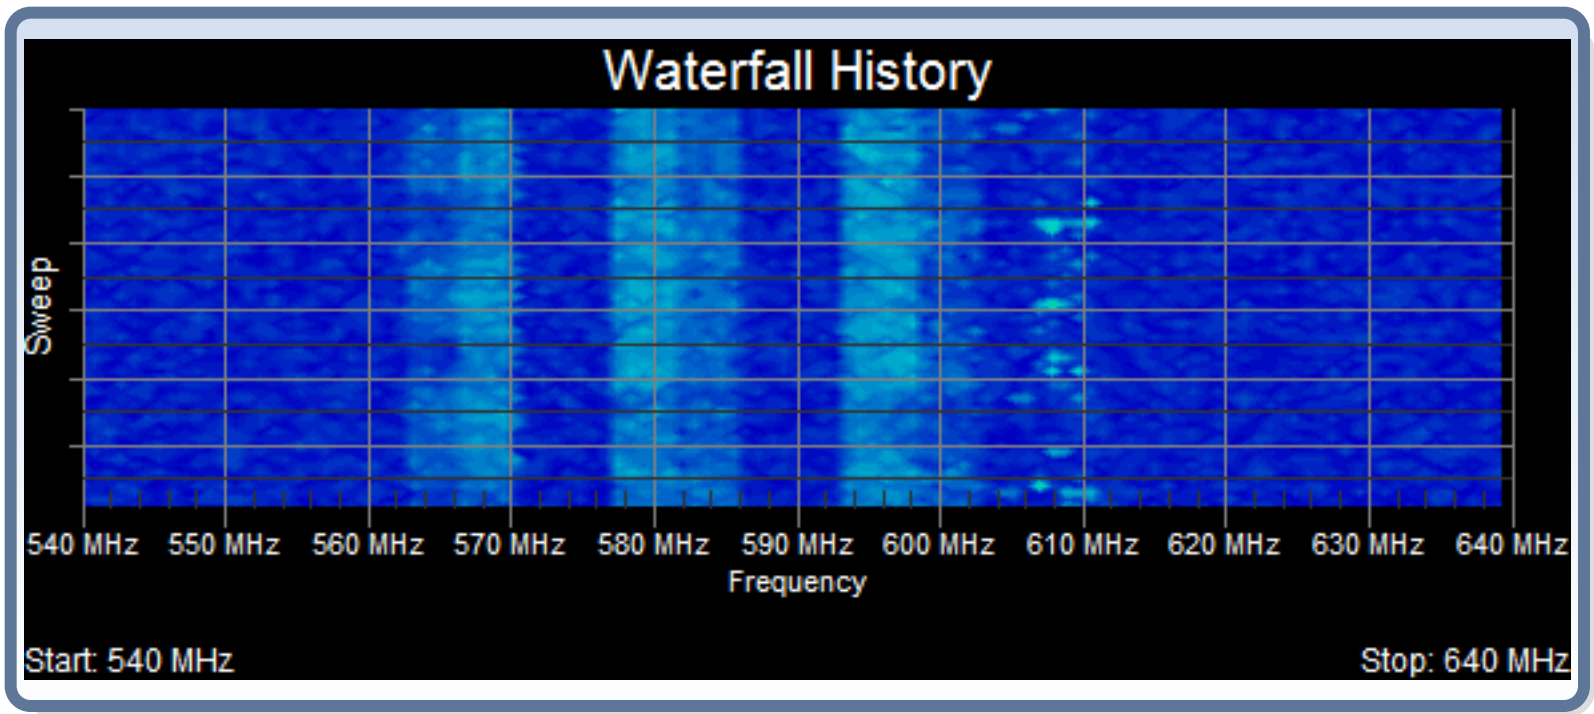 Waterfall History
Sweep
540 MHz 550 MHz 560 MHz 570 MHz 580 MHz 590 MHz 600 MHz 610 MHz 620 MHz 630 MHz 640 MHz
Frequency
Start: 540 MHz Stop: 640 MHz